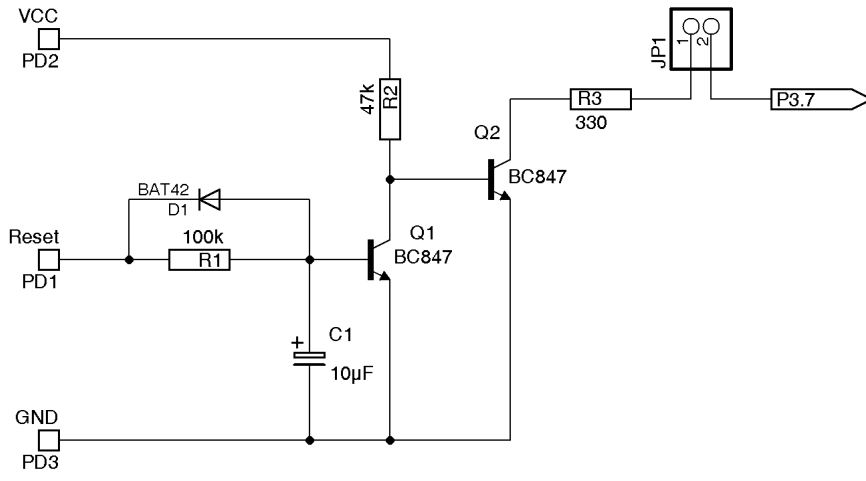 VCC
PD2
JP1
1
2
47k
R2
R3
330
P3.7
Q2
BC847
BAT42
D1
Reset
PD1
100k
R1
Q1
BC847
C1
+
10µF
GND
PD3